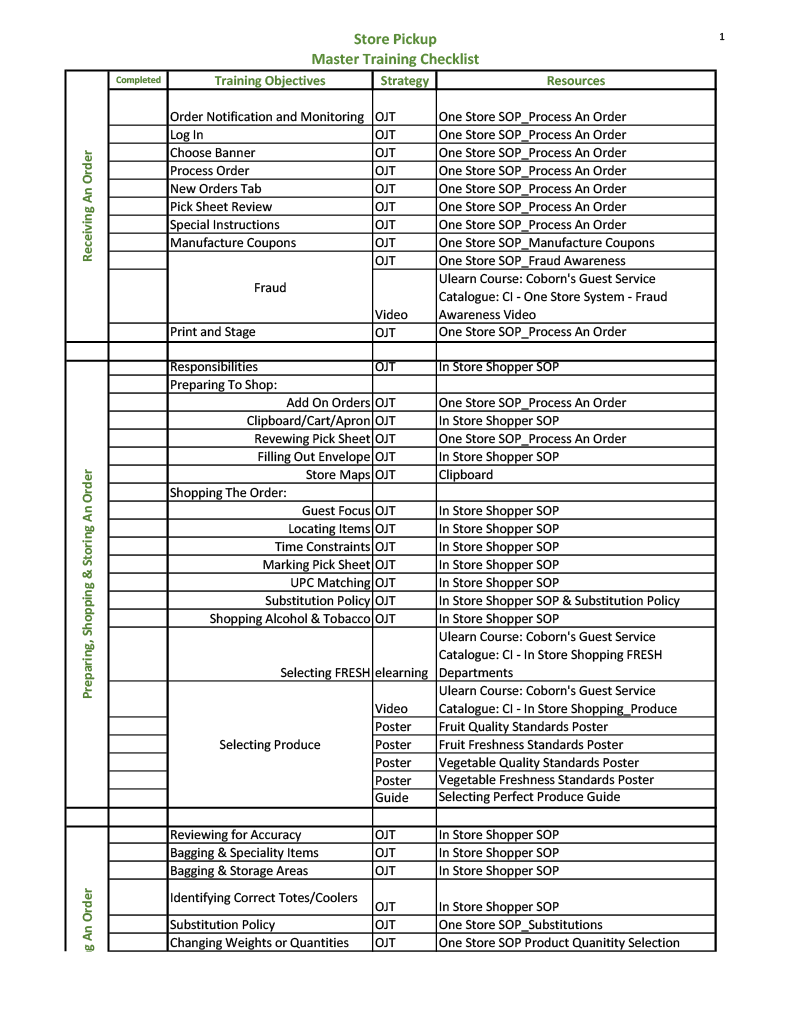 1
Store Pickup
Master Training Checklist
Completed Training Objectives Strategy Resources
Receiving An Order
Order Notification and Monitoring OJT One Store SOP_Process An Order
Log In OJT One Store SOP_Process An Order
Choose Banner OJT One Store SOP_Process An Order
Process Order OJT One Store SOP_Process An Order
New Orders Tab OJT One Store SOP_Process An Order
Pick Sheet Review OJT One Store SOP_Process An Order
Special Instructions OJT One Store SOP_Process An Order
Manufacture Coupons OJT One Store SOP_Manufacture Coupons
OJT One Store SOP_Fraud Awareness
Fraud
Ulearn Course: Coborn's Guest Service
Catalogue: CI - One Store System - Fraud
Video Awareness Video
Print and Stage OJT One Store SOP_Process An Order
Preparing, Shopping & Storing An Order
Responsibilities OJT In Store Shopper SOP
Preparing To Shop:
Add On Orders OJT One Store SOP_Process An Order
Clipboard/Cart/Apron OJT In Store Shopper SOP
Revewing Pick Sheet OJT One Store SOP_Process An Order
Filling Out Envelope OJT In Store Shopper SOP
Store Maps OJT Clipboard
Shopping The Order:
Guest Focus OJT In Store Shopper SOP
Locating Items OJT In Store Shopper SOP
Time Constraints OJT In Store Shopper SOP
Marking Pick Sheet OJT In Store Shopper SOP
UPC Matching OJT In Store Shopper SOP
Substitution Policy OJT In Store Shopper SOP & Substitution Policy
Shopping Alcohol & Tobacco OJT In Store Shopper SOP
Ulearn Course: Coborn's Guest Service
Catalogue: CI - In Store Shopping FRESH
Selecting FRESH elearning Departments
Ulearn Course: Coborn's Guest Service
Video Catalogue: CI - In Store Shopping_Produce
Poster Fruit Quality Standards Poster
Selecting Produce Poster Fruit Freshness Standards Poster
Poster Vegetable Quality Standards Poster
Poster Vegetable Freshness Standards Poster
Guide Selecting Perfect Produce Guide
g An Order
Reviewing for Accuracy OJT In Store Shopper SOP
Bagging & Speciality Items OJT In Store Shopper SOP
Bagging & Storage Areas OJT In Store Shopper SOP
Identifying Correct Totes/Coolers OJT In Store Shopper SOP
Substitution Policy OJT One Store SOP_Substitutions
Changing Weights or Quantities OJT One Store SOP Product Quanitity Selection